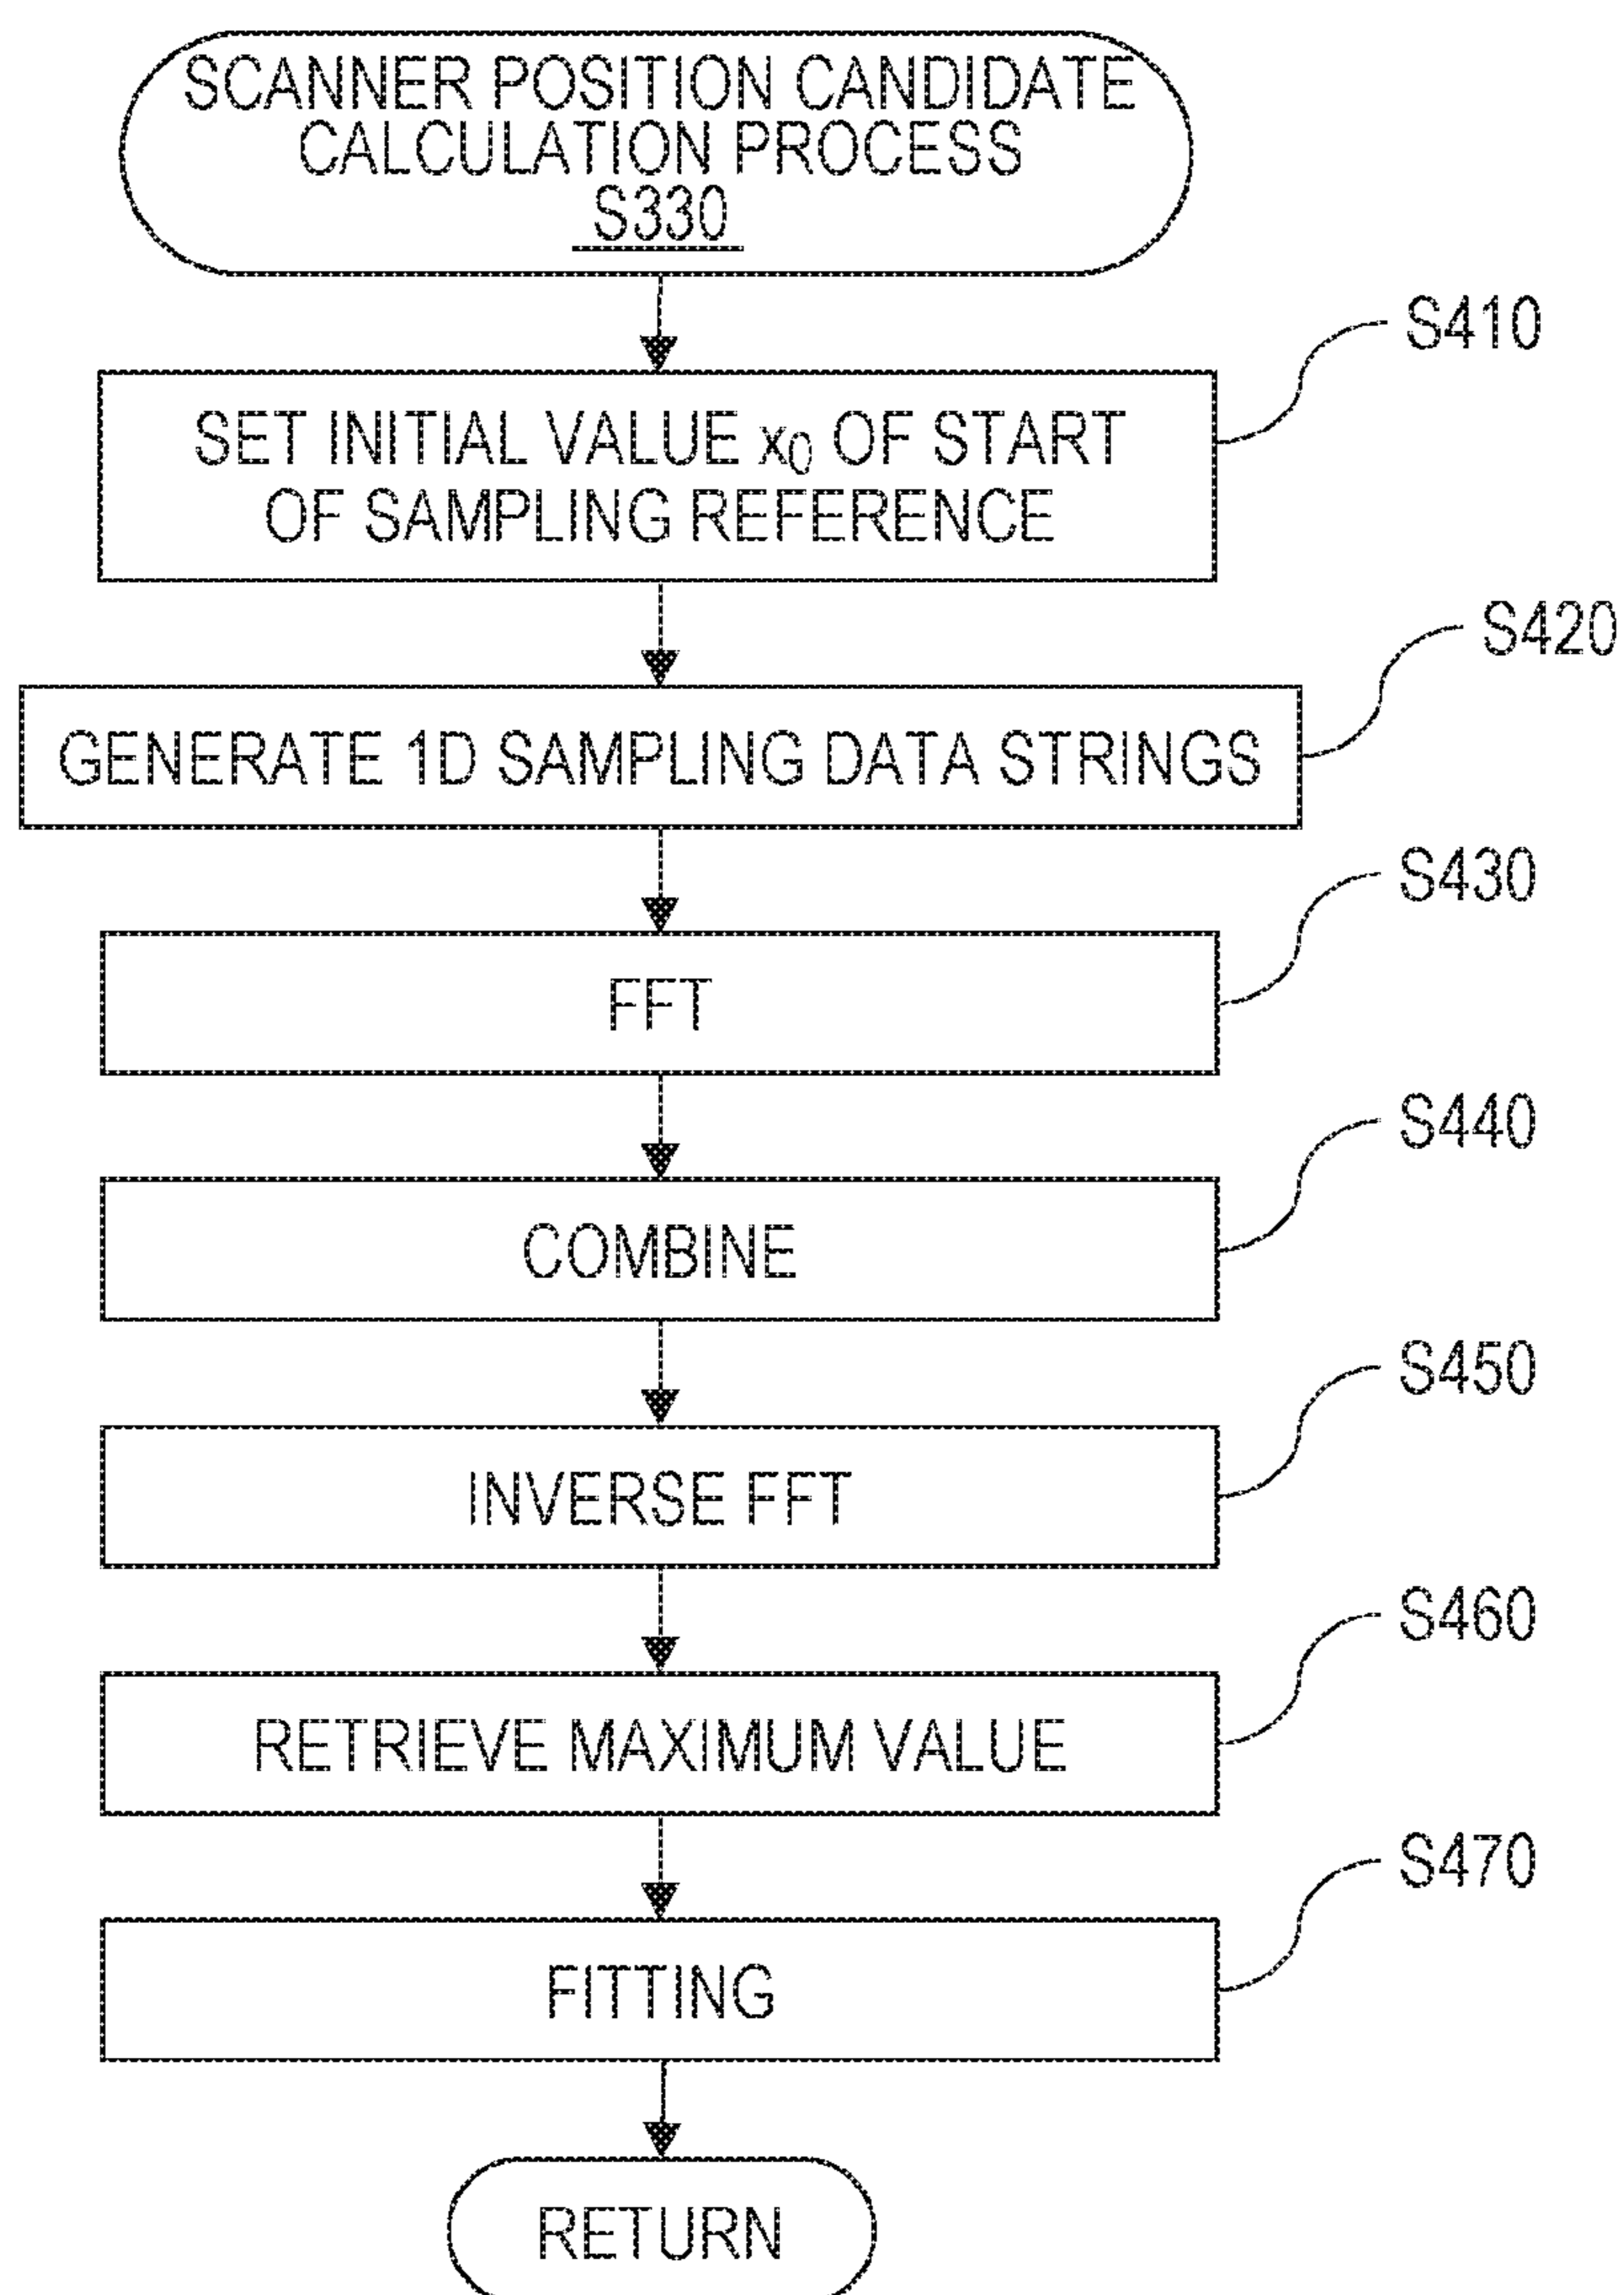 SCANNER POSITION CANDIDATE
CALCULATION PROCESS
S330
S410
SET INITIAL VALUE x₀ OF START
OF SAMPLING REFERENCE
S420
GENERATE 1D SAMPLING DATA STRINGS
S430
FFT
S440
COMBINE
S450
INVERSE FFT
S460
RETRIEVE MAXIMUM VALUE
S470
FITTING
RETURN